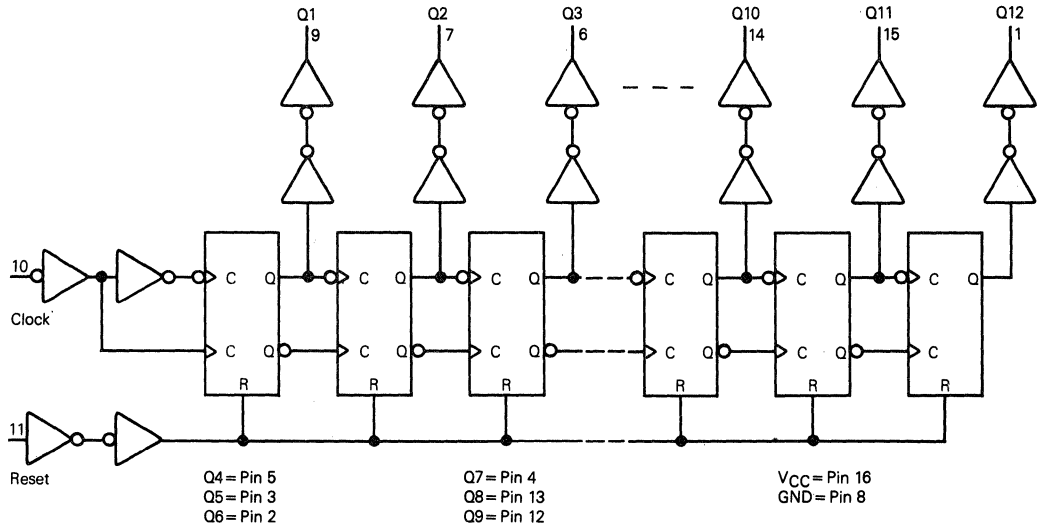 Q1 Q2 Q3 Q10 Q11 Q12
9 7 6 14 15 1
10 C Q C Q C Q C Q C Q C Q
Clock
C Q C Q C Q C Q C Q C
R R R R R R
11
Reset
Q4 = Pin 5 Q7 = Pin 4 VCC = Pin 16
Q5 = Pin 3 Q8 = Pin 13 GND = Pin 8
Q6 = Pin 2 Q9 = Pin 12